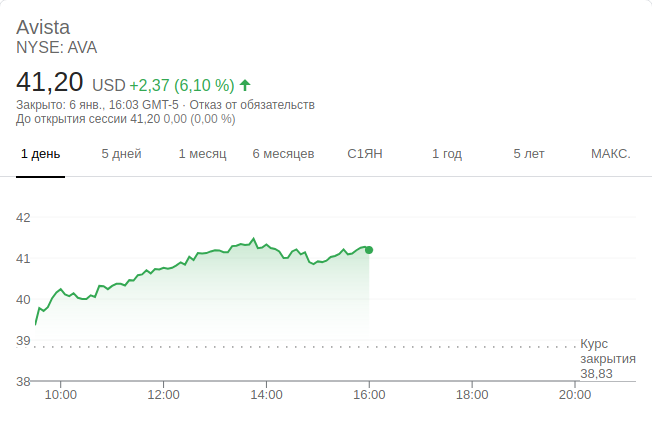 Avista
NYSE: AVA
41,20 USD +2,37 (6,10 %)
Закрыто: 6 янв., 16:03 GMT-5 · Отказ от обязательств
До открытия сессии 41,20 0,00 (0,00 %)
1 день 5 дней 1 месяц 6 месяцев С1ЯН 1 год 5 лет МАКС.
42
41
40
39
38
Курс
закрытия
38,83
10:00 12:00 14:00 16:00 18:00 20:00